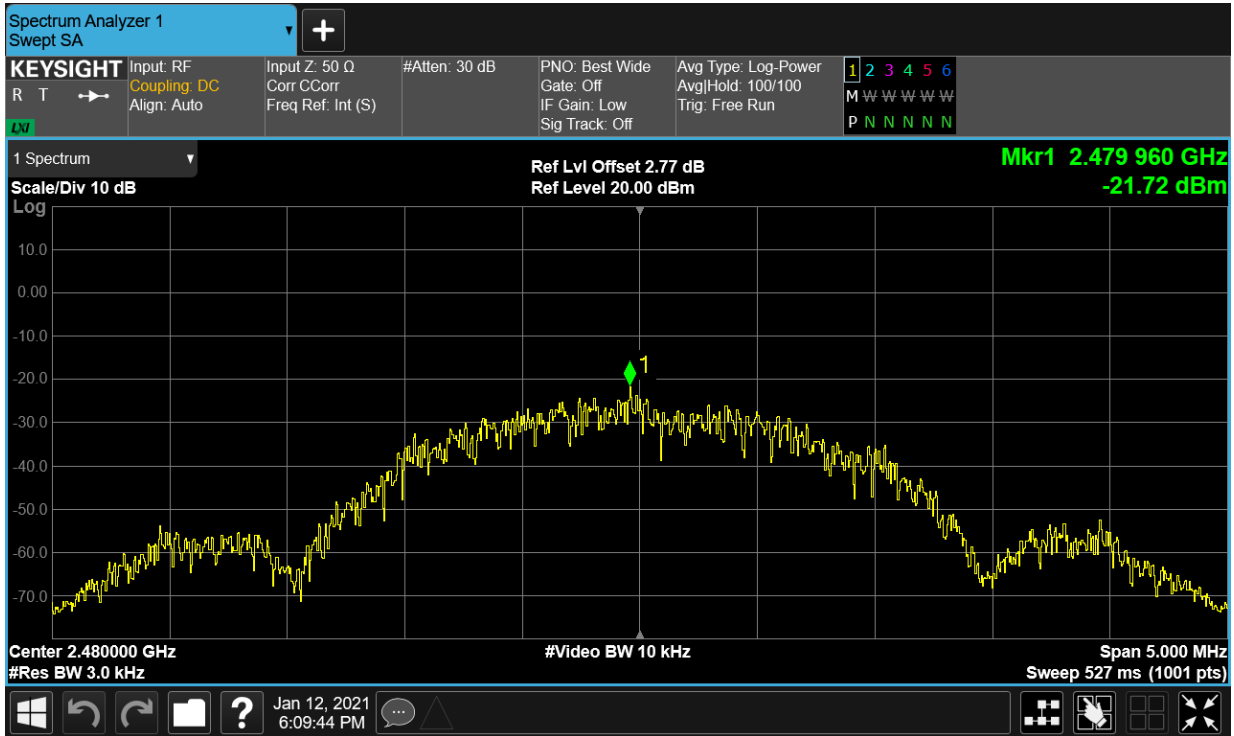 Spectrum Analyzer 1
Swept SA
KEYSIGHT
R T
LXI
Input: RF
Coupling: DC
Align: Auto
Input Z: 50 Ω
Corr CCorr
Freq Ref: Int (S)
#Atten: 30 dB
PNO: Best Wide
Gate: Off
IF Gain: Low
Sig Track: Off
Avg Type: Log-Power
Avg|Hold: 100/100
Trig: Free Run
1 2 3 4 5 6
M W W W W W
P N N N N N
1 Spectrum
Scale/Div 10 dB
Log
Ref Lvl Offset 2.77 dB
Ref Level 20.00 dBm
Mkr1 2.479 960 GHz
-21.72 dBm
10.0
0.00
-10.0
1
-20.0
-30.0
-40.0
-50.0
-60.0
-70.0
Center 2.480000 GHz
#Video BW 10 kHz
Span 5.000 MHz
#Res BW 3.0 kHz
Sweep 527 ms (1001 pts)
?
Jan 12, 2021
6:09:44 PM